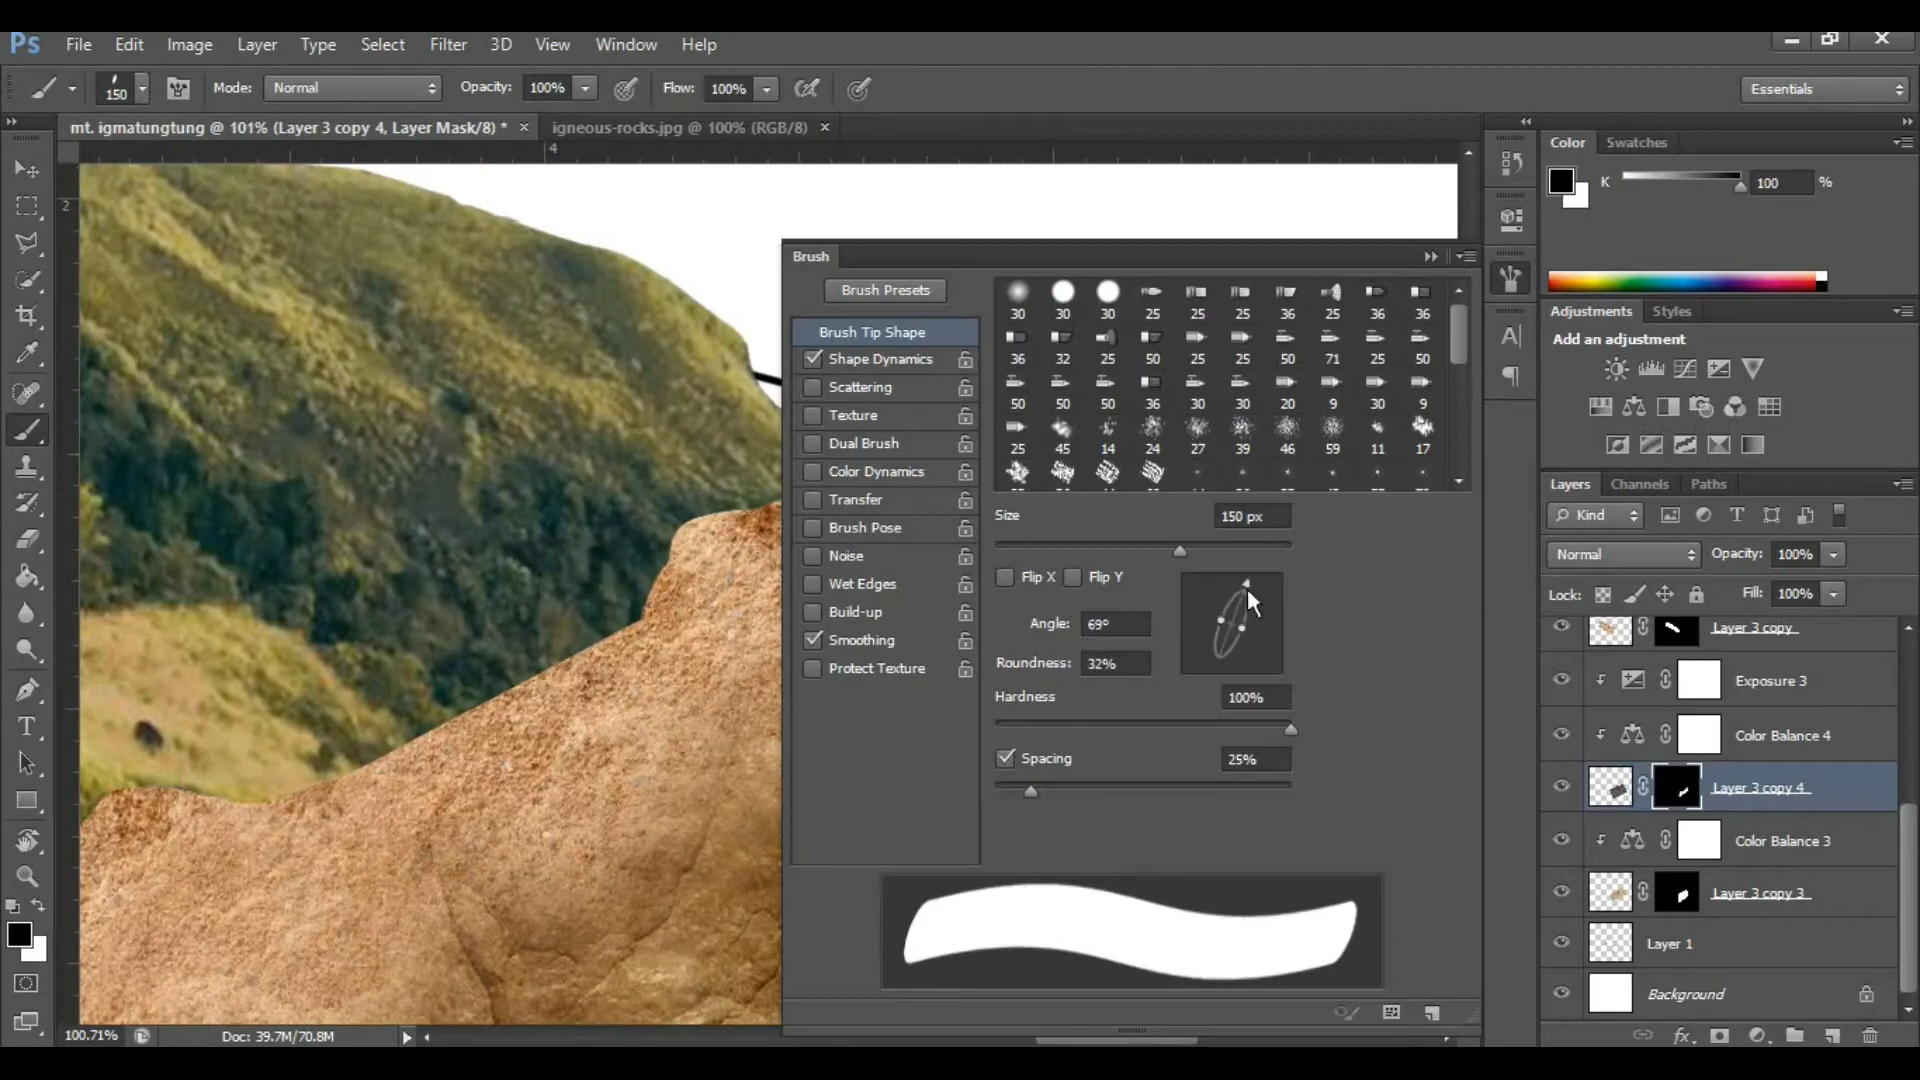 Ps File Edit Image Layer Type Select Filter 3D View Window Help
150 Mode: Normal Opacity: 100% Flow: 100% Essentials
mt. igmatungtung @ 101% (Layer 3 copy 4, Layer Mask/8) * × igneous-rocks.jpg @ 100% (RGB/8) ×
4
2
Brush
Brush Presets
Brush Tip Shape
Shape Dynamics
Scattering
Texture
Dual Brush
Color Dynamics
Transfer
Brush Pose
Noise
Wet Edges
Build-up
Smoothing
Protect Texture
30 30 30 25 25 25 36 25 36 36
36 32 25 50 25 25 50 71 25 50
50 50 50 36 30 30 20 9 30 9
25 45 14 24 27 39 46 59 11 17
Size 150 px
Flip X Flip Y
Angle: 69º
Roundness: 32%
Hardness 100%
Spacing 25%
Color Swatches
K 100 %
Adjustments Styles
Add an adjustment
Layers Channels Paths
Kind
Normal Opacity: 100%
Lock: Fill: 100%
Layer 3 copy
Exposure 3
Color Balance 4
Layer 3 copy 4
Color Balance 3
Layer 3 copy 3
Layer 1
Background
100.71% Doc: 39.7M/70.8M